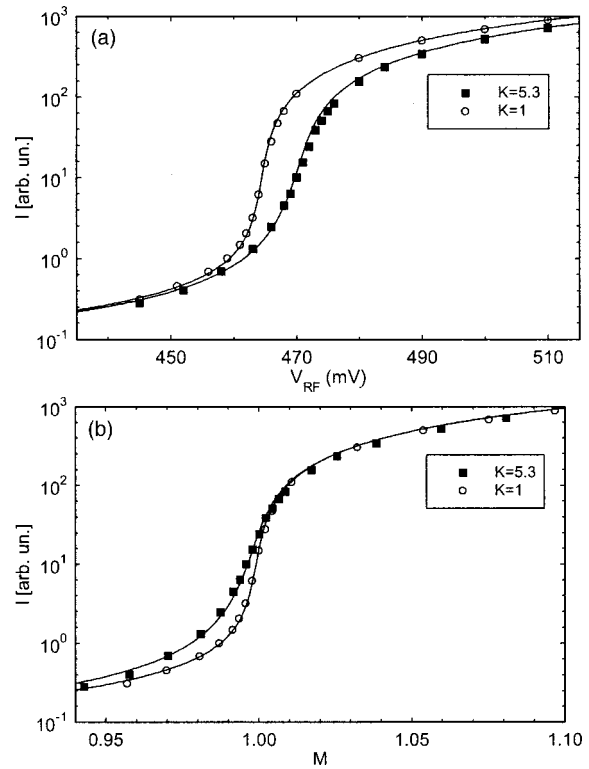 (a)
10³
10²
10¹
10⁰
10⁻¹
I [arb. un.]
K=5.3
K=1
450
470
490
510
V_RF (mV)
(b)
10³
10²
10¹
10⁰
10⁻¹
I [arb. un.]
K=5.3
K=1
0.95
1.00
1.05
1.10
M